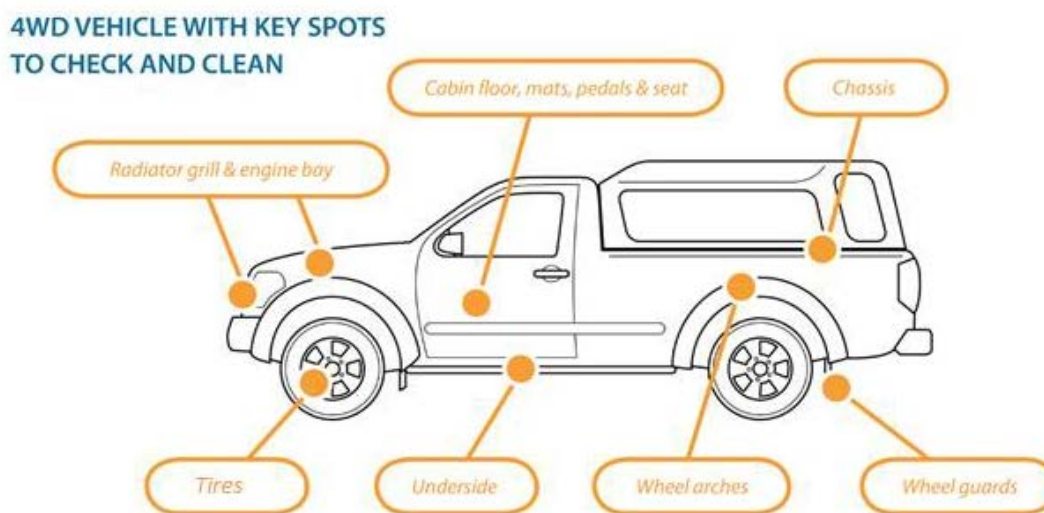 4WD VEHICLE WITH KEY SPOTS
TO CHECK AND CLEAN
Cabin floor, mats, pedals & seat
Chassis
Radiator grill & engine bay
Tires
Underside
Wheel arches
Wheel guards